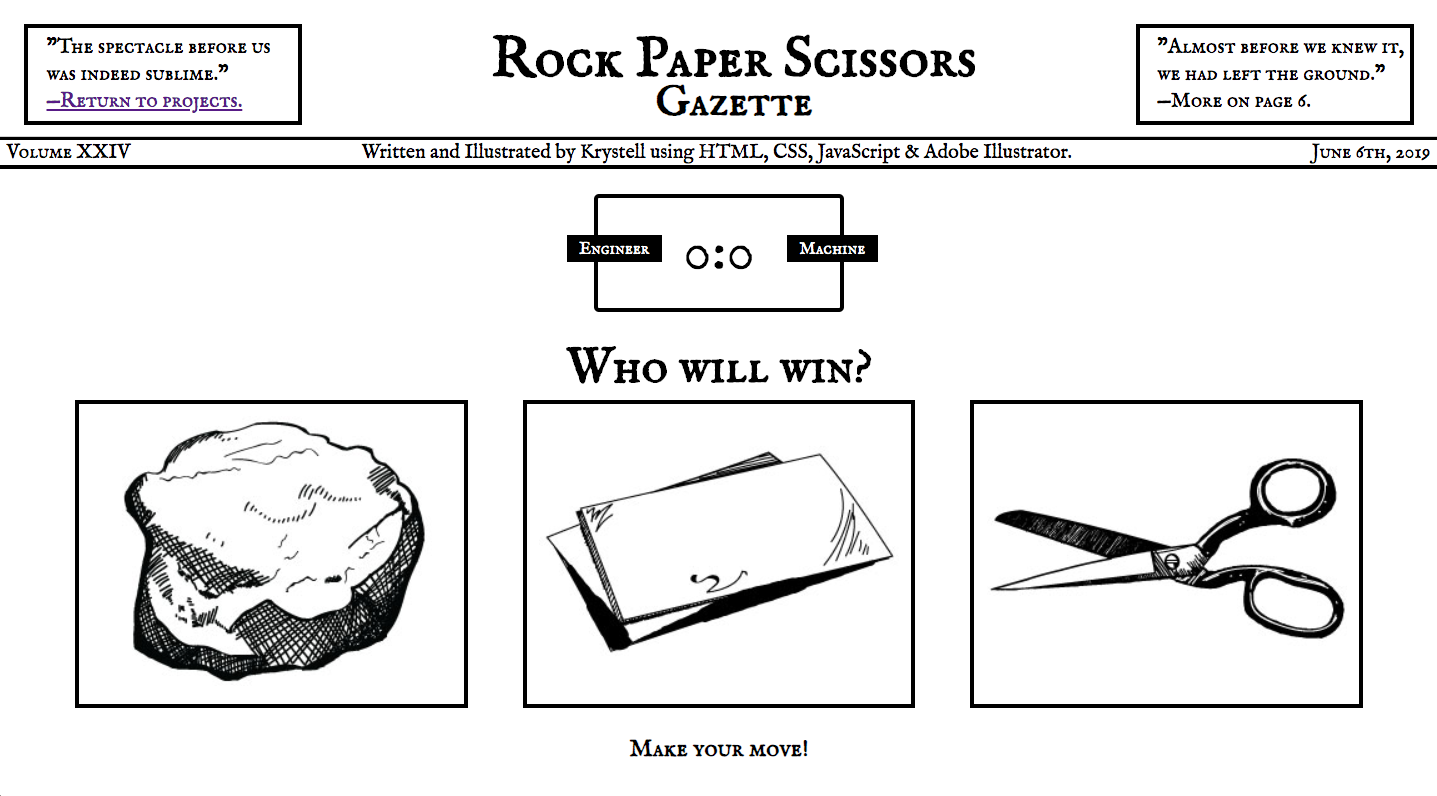 ”The spectacle before us
was indeed sublime.”
—Return to projects.
Rock Paper Scissors
Gazette
”Almost before we knew it,
we had left the ground.”
—More on page 6.
Volume XXIV
Written and Illustrated by Krystell using HTML, CSS, JavaScript & Adobe Illustrator.
June 6th, 2019
Engineer
0:0
Machine
Who will win?
Make your move!